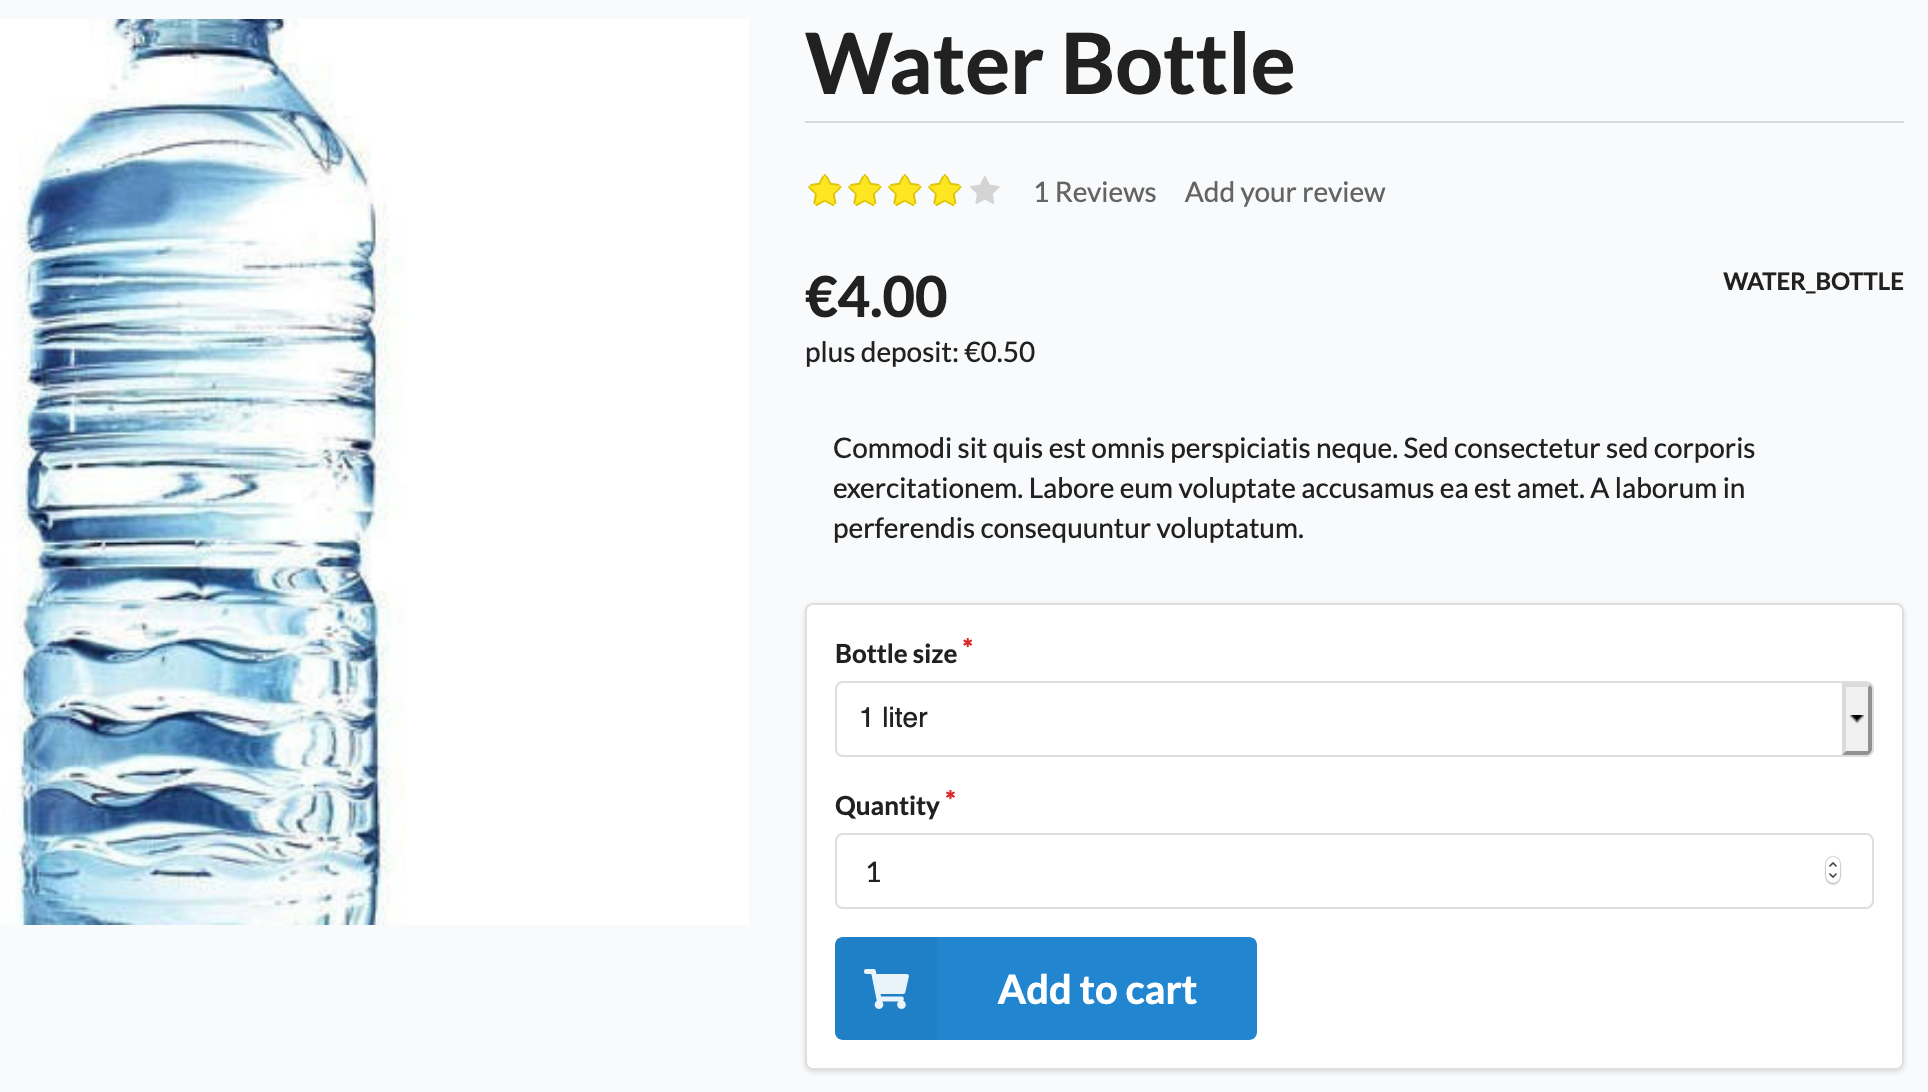 Water Bottle
1 Reviews Add your review
€4.00
WATER_BOTTLE
plus deposit: €0.50
Commodi sit quis est omnis perspiciatis neque. Sed consectetur sed corporis
exercitationem. Labore eum voluptate accusamus ea est amet. A laborum in
perferendis consequuntur voluptatum.
Bottle size *
1 liter
Quantity *
1
Add to cart